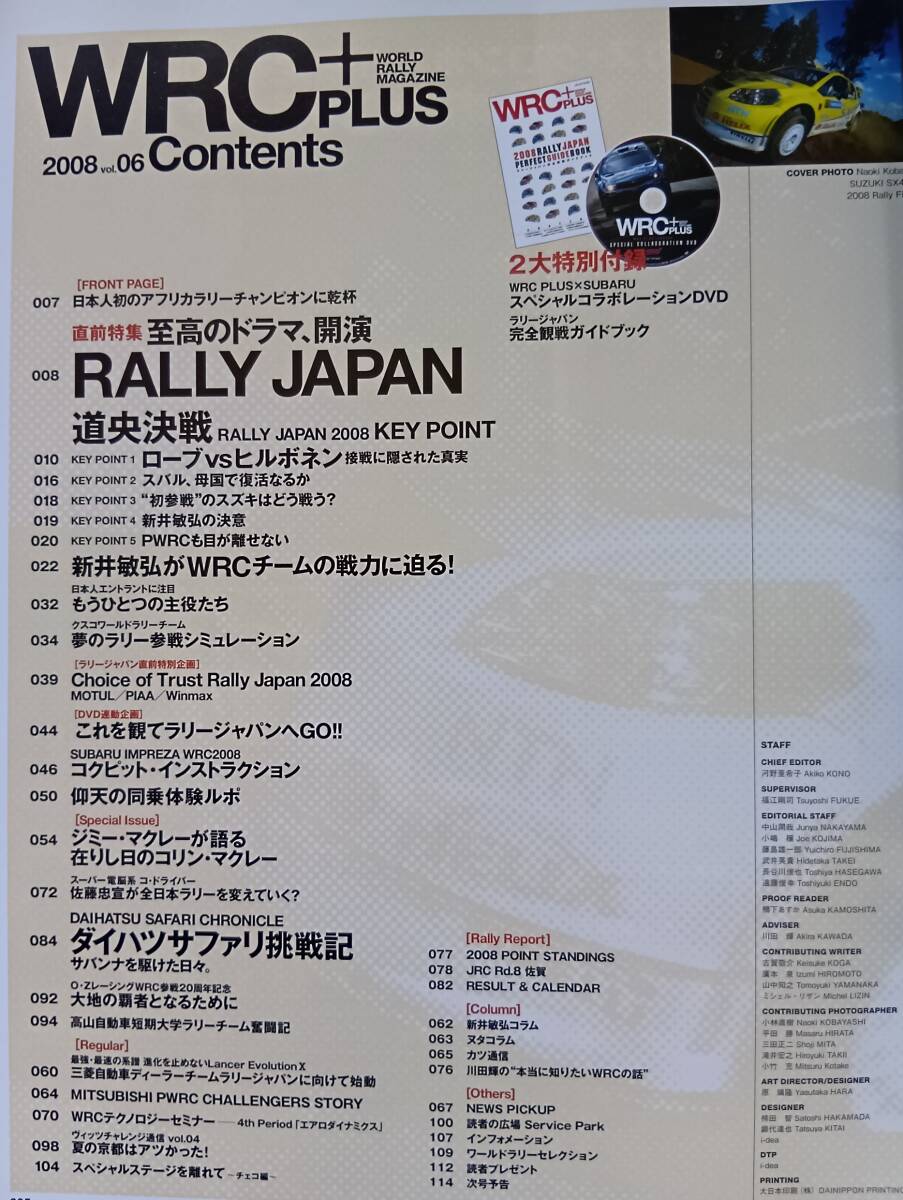 WRC+PLUS
WORLD
RALLY
MAGAZINE
2008 vol.06 Contents
WRC+PLUS
2008 RALLY JAPAN
PERFECT GUIDE BOOK
WRC+PLUS
SPECIAL COLLABORATION DVD
2大特別付録
WRC PLUS×SUBARU
スペシャルコラボレーションDVD
ラリージャパン
完全観戦ガイドブック
COVER PHOTO Naoki Koba
SUZUKI SX4
2008 Rally Fi
[FRONT PAGE]
007 日本人初のアフリカラリーチャンピオンに乾杯
直前特集 至高のドラマ、開演
008 RALLY JAPAN
道央決戦 RALLY JAPAN 2008 KEY POINT
010 KEY POINT 1 ローブvsヒルボネン 接戦に隠された真実
016 KEY POINT 2 スバル、母国で復活なるか
018 KEY POINT 3 “初参戦”のスズキはどう戦う?
019 KEY POINT 4 新井敏弘の決意
020 KEY POINT 5 PWRCも目が離せない
022 新井敏弘がWRCチームの戦力に迫る!
日本人エントラントに注目
032 もうひとつの主役たち
クスコワールドラリーチーム
034 夢のラリー参戦シミュレーション
[ラリージャパン直前特別企画]
039 Choice of Trust Rally Japan 2008
MOTUL/PIAA/Winmax
[DVD連動企画]
044 これを観てラリージャパンへGO!!
SUBARU IMPREZA WRC2008
046 コクピット・インストラクション
050 仰天の同乗体験ルポ
[Special Issue]
054 ジミー・マクレーが語る
在りし日のコリン・マクレー
スーパー電脳系 コ・ドライバー
072 佐藤忠宣が全日本ラリーを変えていく?
DAIHATSU SAFARI CHRONICLE
084 ダイハツサファリ挑戦記
サバンナを駆けた日々。
O・ZレーシングWRC参戦20周年記念
092 大地の覇者となるために
094 高山自動車短期大学ラリーチーム奮闘記
[Regular]
最強・最速の系譜 進化を止めないLancer Evolution X
060 三菱自動車ディーラーチームラリージャパンに向けて始動
064 MITSUBISHI PWRC CHALLENGERS STORY
070 WRCテクノロジーセミナー ―― 4th Period「エアロダイナミクス」
ヴィッツチャレンジ通信 vol.04
098 夏の京都はアツかった!
104 スペシャルステージを離れて ~チェコ編~
[Rally Report]
077 2008 POINT STANDINGS
078 JRC Rd.8 佐賀
082 RESULT & CALENDAR
[Column]
062 新井敏弘コラム
063 ヌタコラム
065 カツ通信
076 川田輝の“本当に知りたいWRCの話”
[Others]
067 NEWS PICKUP
100 読者の広場 Service Park
107 インフォメーション
109 ワールドラリーセレクション
112 読者プレゼント
114 次号予告
STAFF
CHIEF EDITOR
河野亜希子 Akiko KONO
SUPERVISOR
福江剛司 Tsuyoshi FUKUE
EDITORIAL STAFF
中山閏哉 Junya NAKAYAMA
小嶋 穣 Joe KOJIMA
藤島雄一郎 Yuichiro FUJISHIMA
武井英貴 Hidetaka TAKEI
長谷川俊也 Toshiya HASEGAWA
遠藤俊幸 Toshiyuki ENDO
PROOF READER
鴨下あすか Asuka KAMOSHITA
ADVISER
川田 輝 Akira KAWADA
CONTRIBUTING WRITER
古賀敬介 Keisuke KOGA
廣本 泉 Izumi HIROMOTO
山中知之 Tomoyuki YAMANAKA
ミシェル・リザン Michel LIZIN
CONTRIBUTING PHOTOGRAPHER
小林直樹 Naoki KOBAYASHI
平田 勝 Masaru HIRATA
三田正二 Shoji MITA
滝井宏之 Hiroyuki TAKII
小竹 充 Mitsuru Kotake
ART DIRECTOR/DESIGNER
原 靖隆 Yasutaka HARA
DESIGNER
袴田 智 Satoshi HAKAMADA
鍛代達也 Tatsuya KITAI
i-dea
DTP
i-dea
PRINTING
大日本印刷(株) DAINIPPON PRINTING